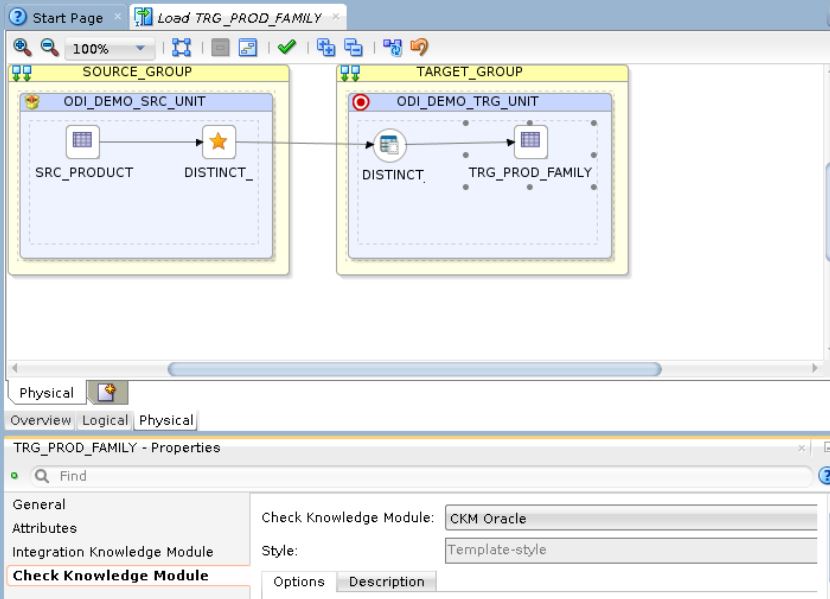 Start Page
Load TRG_PROD_FAMILY
100%
SOURCE_GROUP
TARGET_GROUP
ODI_DEMO_SRC_UNIT
ODI_DEMO_TRG_UNIT
SRC_PRODUCT
DISTINCT_
DISTINCT_
TRG_PROD_FAMILY
Physical
Overview Logical Physical
TRG_PROD_FAMILY - Properties
Find
General
Attributes
Integration Knowledge Module
Check Knowledge Module
Check Knowledge Module: CKM Oracle
Style: Template-style
Options Description